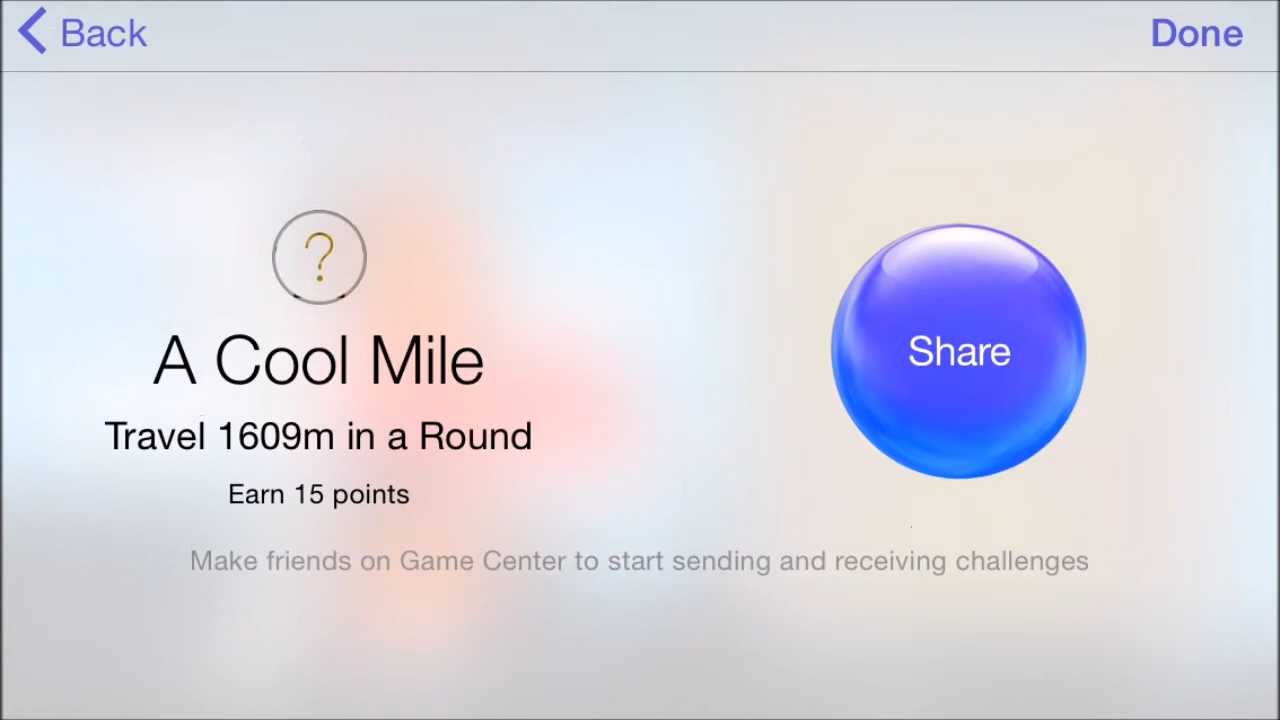 Back
Done
?
A Cool Mile
Travel 1609m in a Round
Earn 15 points
Share
Make friends on Game Center to start sending and receiving challenges